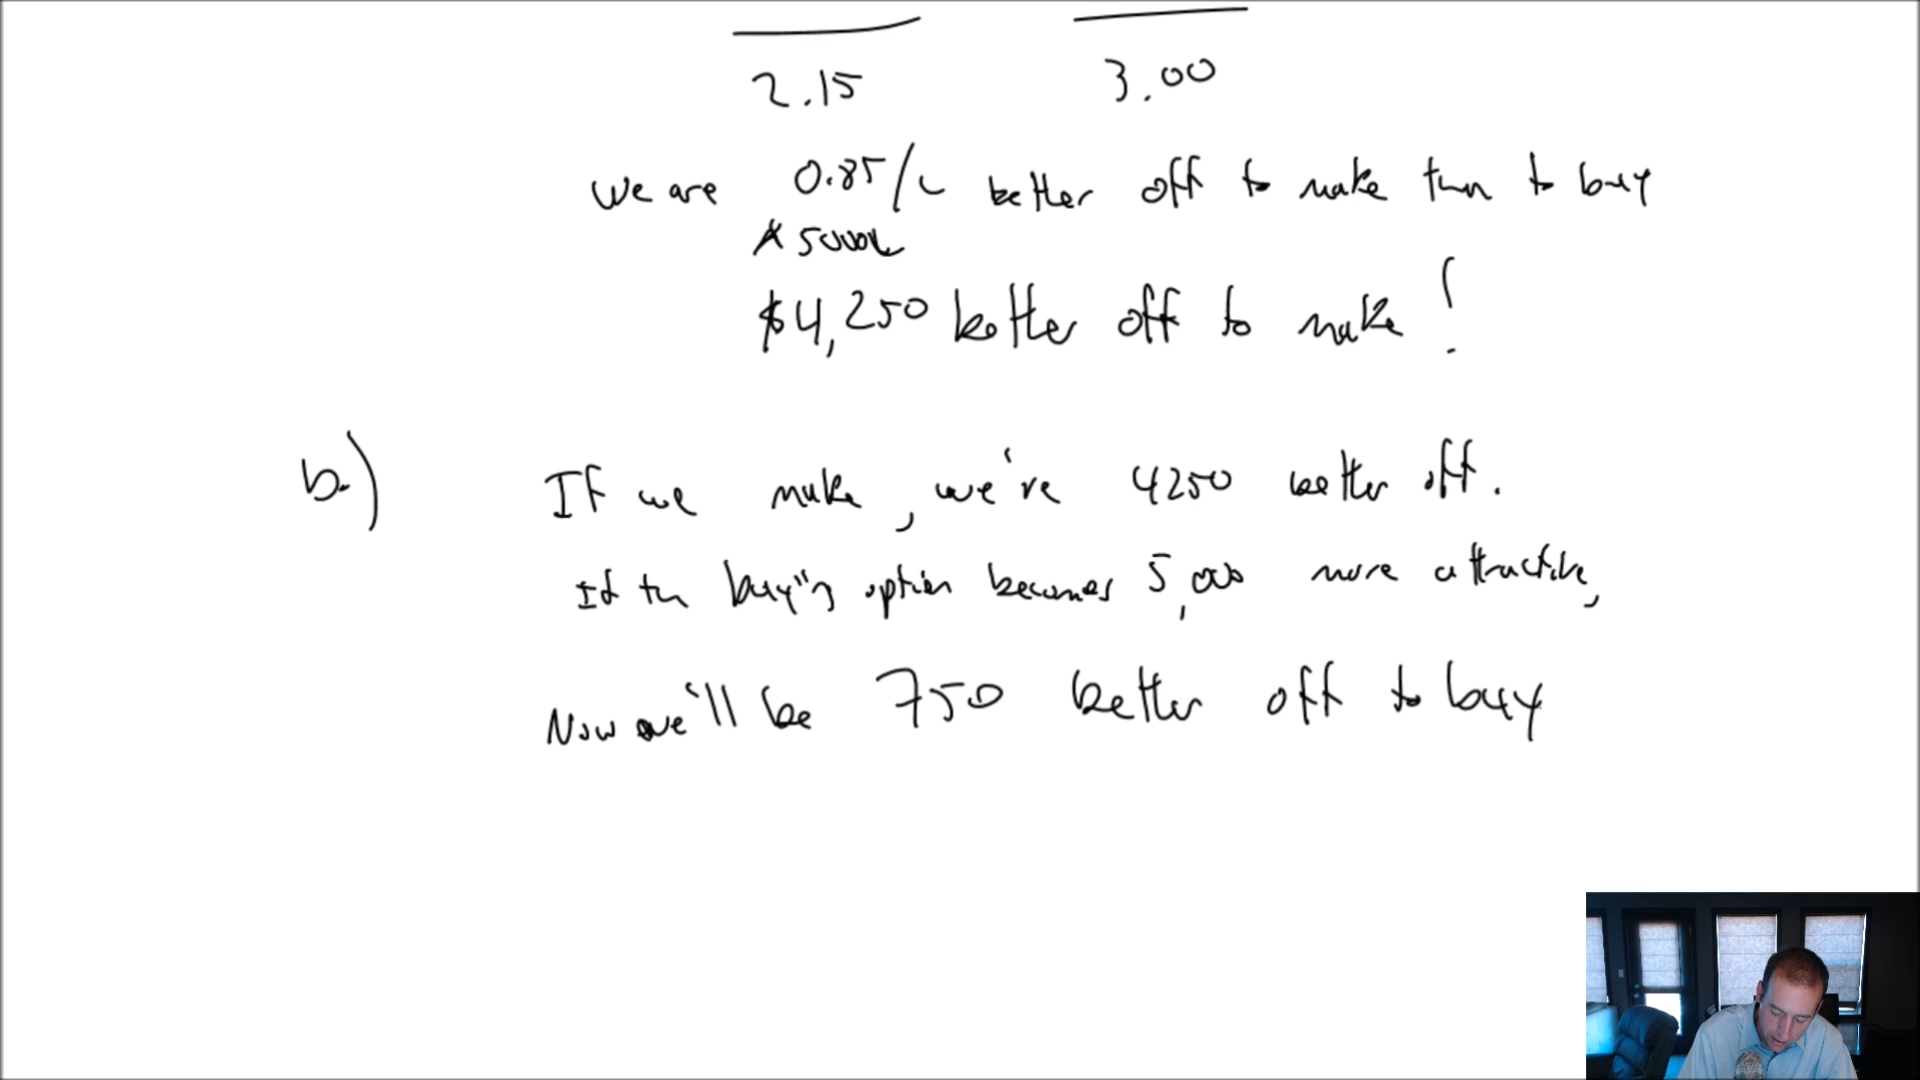 2.15 3.00
We are 0.85/L better off to make than to buy
x 5000L
$4,250 better off to make!
b.) If we make, we're 4250 better off.
If the buy'n option becomes 5,000 more attractive,
Now we'll be 750 better off to buy